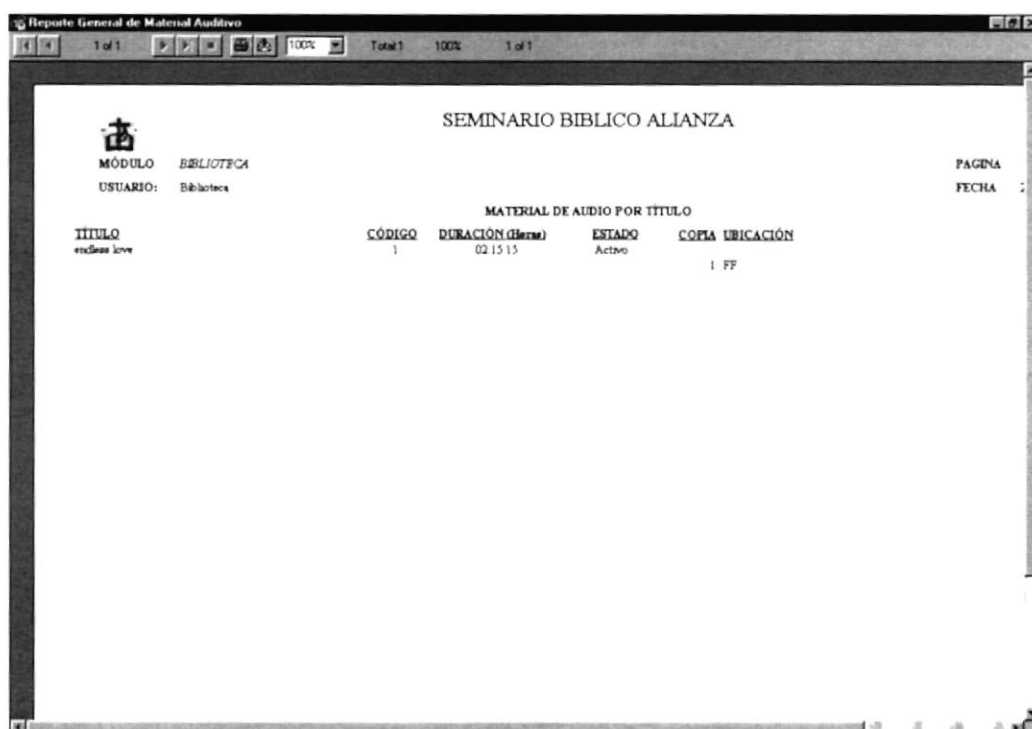 Reporte General de Material Auditivo
1 of 1 100% Total:1 100% 1 of 1
SEMINARIO BIBLICO ALIANZA
MÓDULO BIBLIOTECA PAGINA
USUARIO: Biblioteca FECHA 2
MATERIAL DE AUDIO POR TÍTULO
TÍTULO CÓDIGO DURACIÓN (Horas) ESTADO COPIA UBICACIÓN
endless love 1 02:15:15 Activo
1 FF